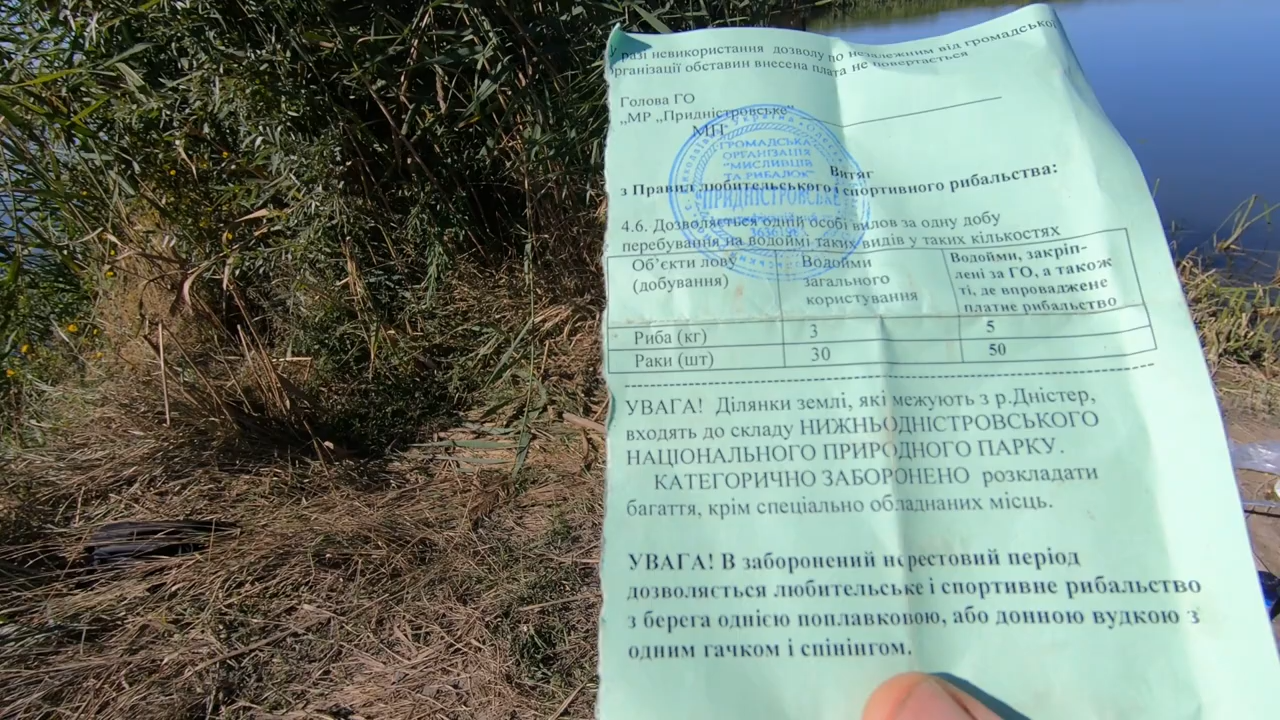 У разі невикористання дозволу по незалежним від громадської
організації обставин внесена плата не повертається
Голова ГО
„МР „Придністровське“
МП
ГРОМАДСЬКА
ОРГАНІЗАЦІЯ
"МИСЛИВЦІВ
ТА РИБАЛОК"
ПРИДНІСТРОВСЬКЕ
Витяг
з Правил любительського і спортивного рибальства:
4.6. Дозволяється одній особі вилов за одну добу
перебування на водоймі таких видів у таких кількостях
Об’єкти лову (добування) Водойми загального користування Водойми, закріп-лені за ГО, а також ті, де впроваджене платне рибальство
Риба (кг) 3 5
Раки (шт) 30 50
УВАГА! Ділянки землі, які межують з р.Дністер,
входять до складу НИЖНЬОДНІСТРОВСЬКОГО
НАЦІОНАЛЬНОГО ПРИРОДНОГО ПАРКУ.
КАТЕГОРИЧНО ЗАБОРОНЕНО розкладати
багаття, крім спеціально обладнаних місць.
УВАГА! В заборонений нерестовий період
дозволяється любительське і спортивне рибальство
з берега однією поплавковою, або донною вудкою з
одним гачком і спінінгом.